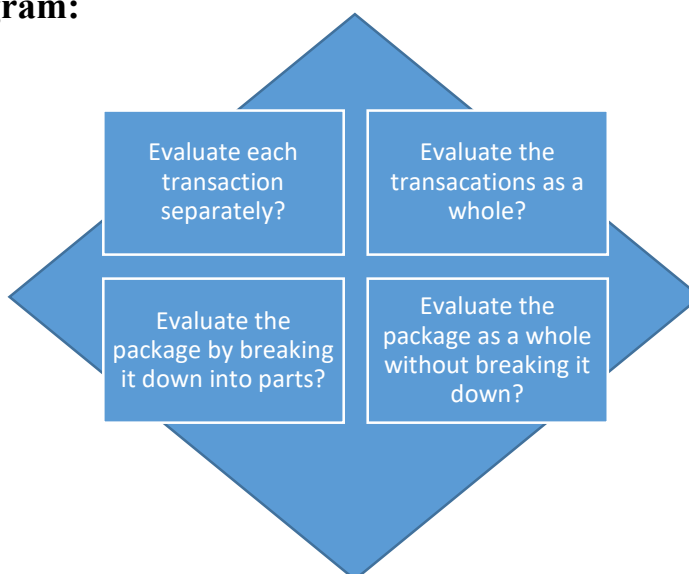 gram:
Evaluate each
transaction
separately?
Evaluate the
transacations as a
whole?
Evaluate the
package by breaking
it down into parts?
Evaluate the
package as a whole
without breaking it
down?